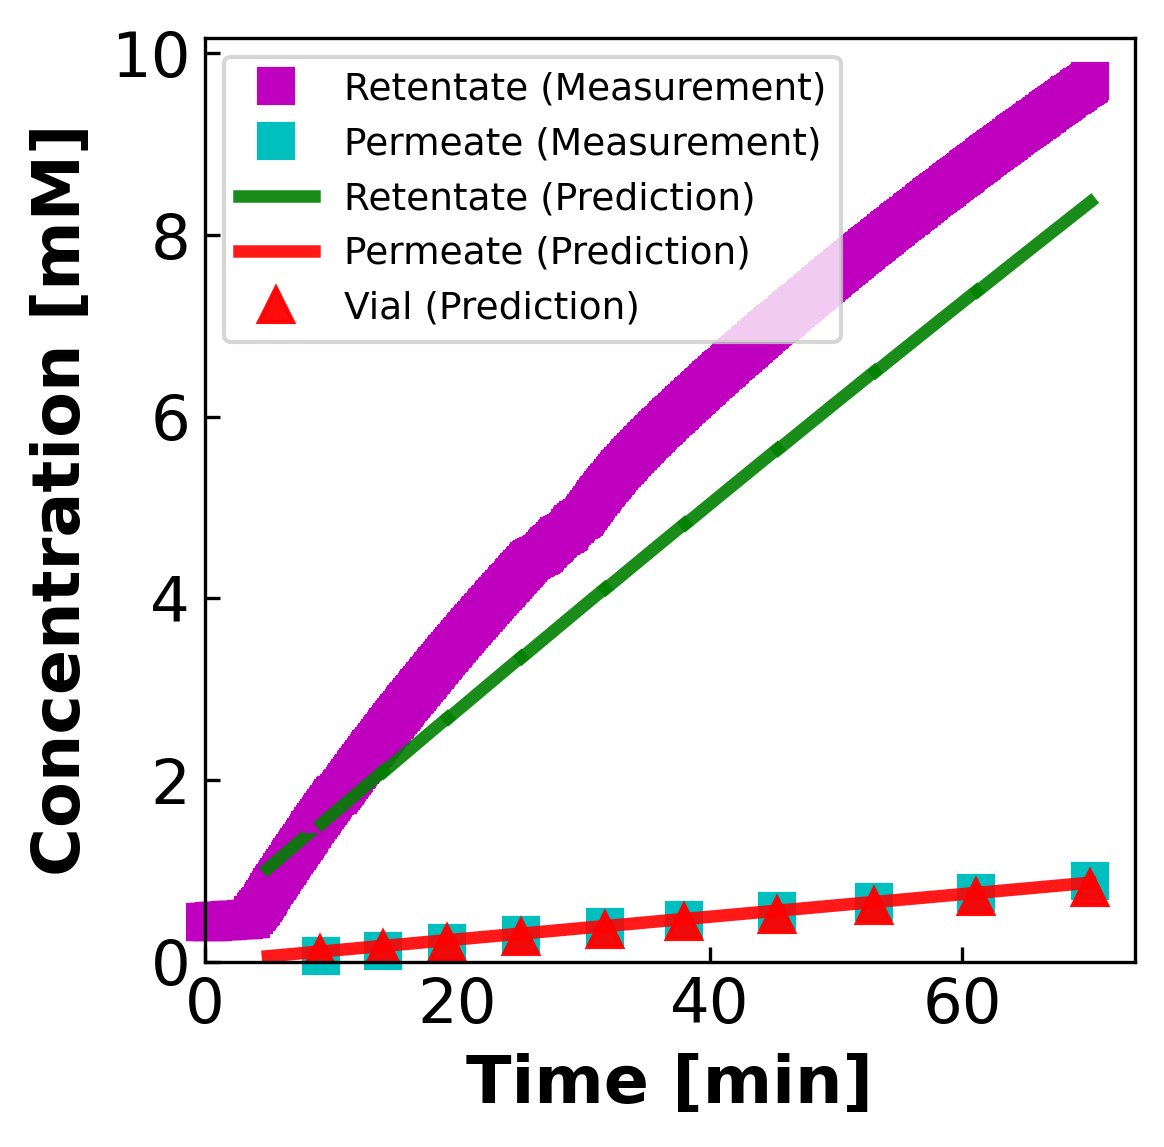 10
8
6
4
2
0
0
20
40
60
Concentration [mM]
Time [min]
Retentate (Measurement)
Permeate (Measurement)
Retentate (Prediction)
Permeate (Prediction)
Vial (Prediction)